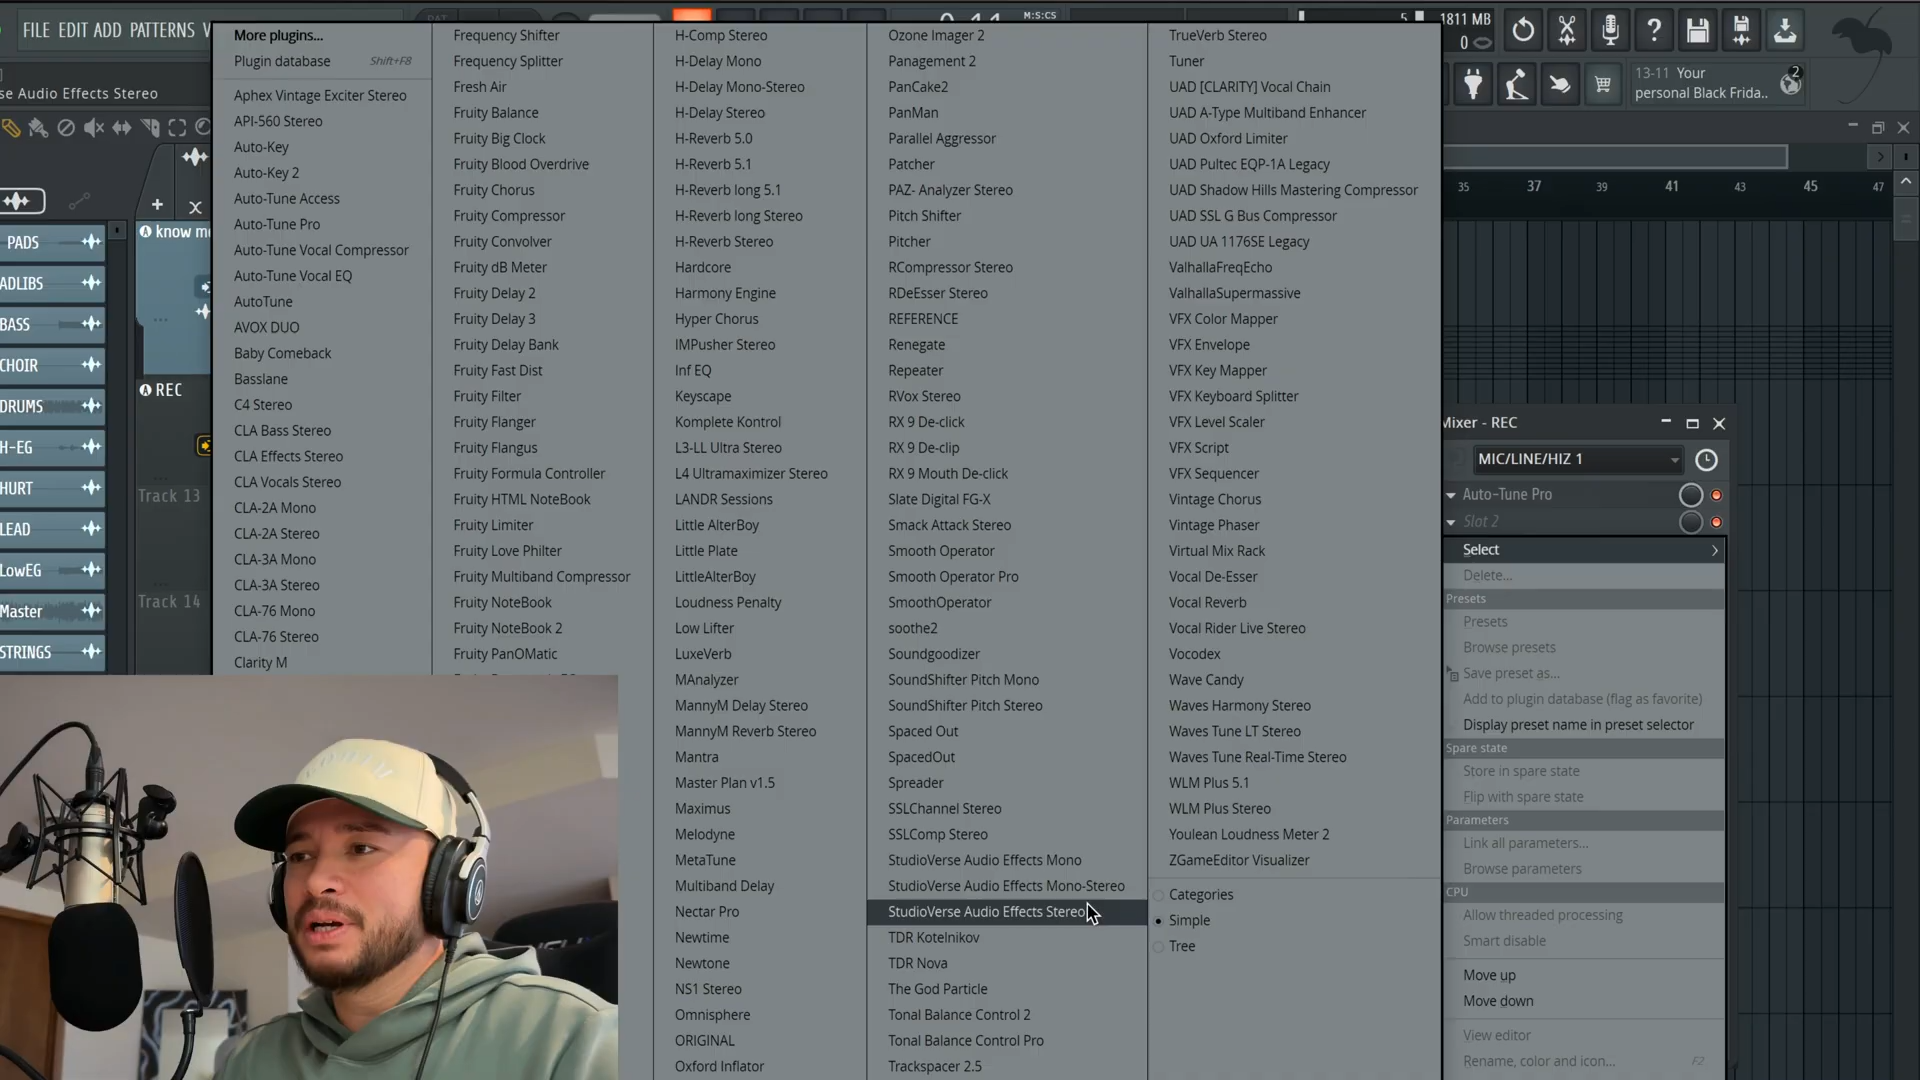 FILE EDIT ADD PATTERNS
M:S:CS
5
1811 MB
0
se Audio Effects Stereo
13-11 Your
personal Black Frida..
2
More plugins...
Plugin database Shift+F8
Aphex Vintage Exciter Stereo
API-560 Stereo
Auto-Key
Auto-Key 2
Auto-Tune Access
Auto-Tune Pro
Auto-Tune Vocal Compressor
Auto-Tune Vocal EQ
AutoTune
AVOX DUO
Baby Comeback
Basslane
C4 Stereo
CLA Bass Stereo
CLA Effects Stereo
CLA Vocals Stereo
CLA-2A Mono
CLA-2A Stereo
CLA-3A Mono
CLA-3A Stereo
CLA-76 Mono
CLA-76 Stereo
Clarity M
Frequency Shifter
Frequency Splitter
Fresh Air
Fruity Balance
Fruity Big Clock
Fruity Blood Overdrive
Fruity Chorus
Fruity Compressor
Fruity Convolver
Fruity dB Meter
Fruity Delay 2
Fruity Delay 3
Fruity Delay Bank
Fruity Fast Dist
Fruity Filter
Fruity Flanger
Fruity Flangus
Fruity Formula Controller
Fruity HTML NoteBook
Fruity Limiter
Fruity Love Philter
Fruity Multiband Compressor
Fruity NoteBook
Fruity NoteBook 2
Fruity PanOMatic
H-Comp Stereo
H-Delay Mono
H-Delay Mono-Stereo
H-Delay Stereo
H-Reverb 5.0
H-Reverb 5.1
H-Reverb long 5.1
H-Reverb long Stereo
H-Reverb Stereo
Hardcore
Harmony Engine
Hyper Chorus
IMPusher Stereo
Inf EQ
Keyscape
Komplete Kontrol
L3-LL Ultra Stereo
L4 Ultramaximizer Stereo
LANDR Sessions
Little AlterBoy
Little Plate
LittleAlterBoy
Loudness Penalty
Low Lifter
LuxeVerb
MAnalyzer
MannyM Delay Stereo
MannyM Reverb Stereo
Mantra
Master Plan v1.5
Maximus
Melodyne
MetaTune
Multiband Delay
Nectar Pro
Newtime
Newtone
NS1 Stereo
Omnisphere
ORIGINAL
Oxford Inflator
Ozone Imager 2
Panagement 2
PanCake2
PanMan
Parallel Aggressor
Patcher
PAZ- Analyzer Stereo
Pitch Shifter
Pitcher
RCompressor Stereo
RDeEsser Stereo
REFERENCE
Renegate
Repeater
RVox Stereo
RX 9 De-click
RX 9 De-clip
RX 9 Mouth De-click
Slate Digital FG-X
Smack Attack Stereo
Smooth Operator
Smooth Operator Pro
SmoothOperator
soothe2
Soundgoodizer
SoundShifter Pitch Mono
SoundShifter Pitch Stereo
Spaced Out
SpacedOut
Spreader
SSLChannel Stereo
SSLComp Stereo
StudioVerse Audio Effects Mono
StudioVerse Audio Effects Mono-Stereo
StudioVerse Audio Effects Stereo
TDR Kotelnikov
TDR Nova
The God Particle
Tonal Balance Control 2
Tonal Balance Control Pro
Trackspacer 2.5
TrueVerb Stereo
Tuner
UAD [CLARITY] Vocal Chain
UAD A-Type Multiband Enhancer
UAD Oxford Limiter
UAD Pultec EQP-1A Legacy
UAD Shadow Hills Mastering Compressor
UAD SSL G Bus Compressor
UAD UA 1176SE Legacy
ValhallaFreqEcho
ValhallaSupermassive
VFX Color Mapper
VFX Envelope
VFX Key Mapper
VFX Keyboard Splitter
VFX Level Scaler
VFX Script
VFX Sequencer
Vintage Chorus
Vintage Phaser
Virtual Mix Rack
Vocal De-Esser
Vocal Reverb
Vocal Rider Live Stereo
Vocodex
Wave Candy
Waves Harmony Stereo
Waves Tune LT Stereo
Waves Tune Real-Time Stereo
WLM Plus 5.1
WLM Plus Stereo
Youlean Loudness Meter 2
ZGameEditor Visualizer
Categories
Simple
Tree
PADS
ADLIBS
BASS
CHOIR
DRUMS
H-EG
HURT
LEAD
LowEG
Master
STRINGS
know m
REC
Track 13
Track 14
35 37 39 41 43 45 47
Mixer - REC
MIC/LINE/HIZ 1
Auto-Tune Pro
Slot 2
Select
Delete...
Presets
Presets
Browse presets
Save preset as...
Add to plugin database (flag as favorite)
Display preset name in preset selector
Spare state
Store in spare state
Flip with spare state
Parameters
Link all parameters...
Browse parameters
CPU
Allow threaded processing
Smart disable
Move up
Move down
View editor
Rename, color and icon... F2